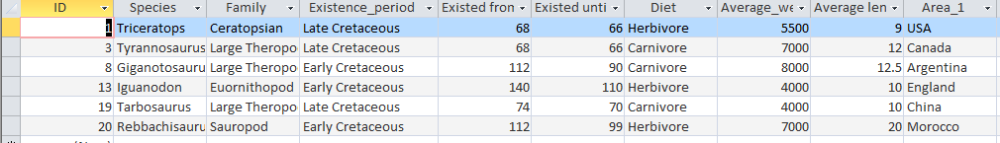 ID Species Family Existence_period Existed fron Existed unti Diet Average_we Average len Area_1
1 Triceratops Ceratopsian Late Cretaceous 68 66 Herbivore 5500 9 USA
3 Tyrannosaurus Large Theropo Late Cretaceous 68 66 Carnivore 7000 12 Canada
8 Giganotosauru Large Theropo Early Cretaceous 112 90 Carnivore 8000 12.5 Argentina
13 Iguanodon Euornithopod Early Cretaceous 140 110 Herbivore 4000 10 England
19 Tarbosaurus Large Theropo Late Cretaceous 74 70 Carnivore 4000 10 China
20 Rebbachisauru Sauropod Early Cretaceous 112 99 Herbivore 7000 20 Morocco